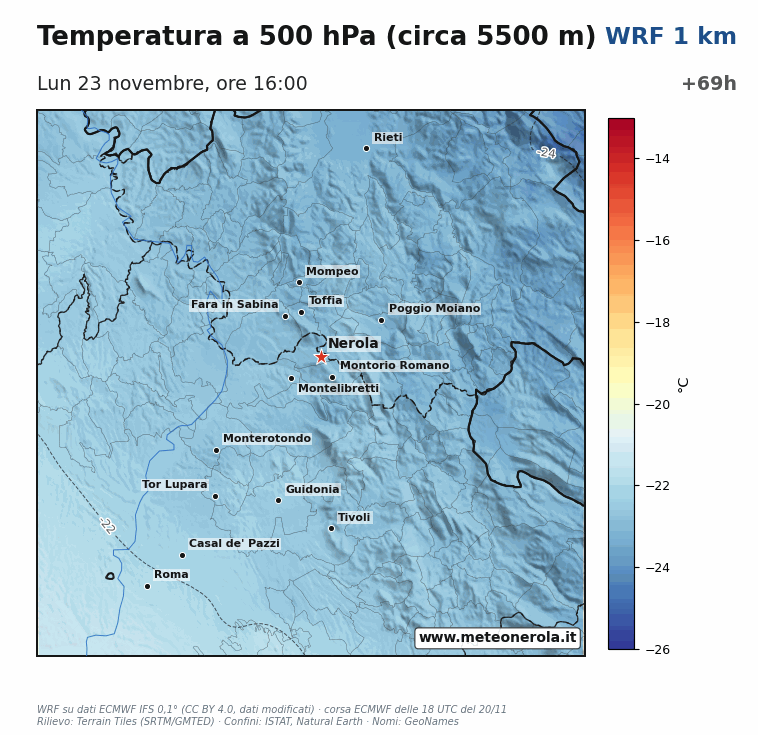 Temperatura a 500 hPa (circa 5500 m) WRF 1 km
Lun 23 novembre, ore 16:00 +69h
Rieti
-24
Mompeo
Toffia
Fara in Sabina
Poggio Moiano
Nerola
Montorio Romano
Montelibretti
Monterotondo
Tor Lupara
Guidonia
Tivoli
-22
Casal de' Pazzi
Roma
www.meteonerola.it
−14
−16
−18
−20
−22
−24
−26
°C
WRF su dati ECMWF IFS 0,1° (CC BY 4.0, dati modificati) · corsa ECMWF delle 18 UTC del 20/11
Rilievo: Terrain Tiles (SRTM/GMTED) · Confini: ISTAT, Natural Earth · Nomi: GeoNames